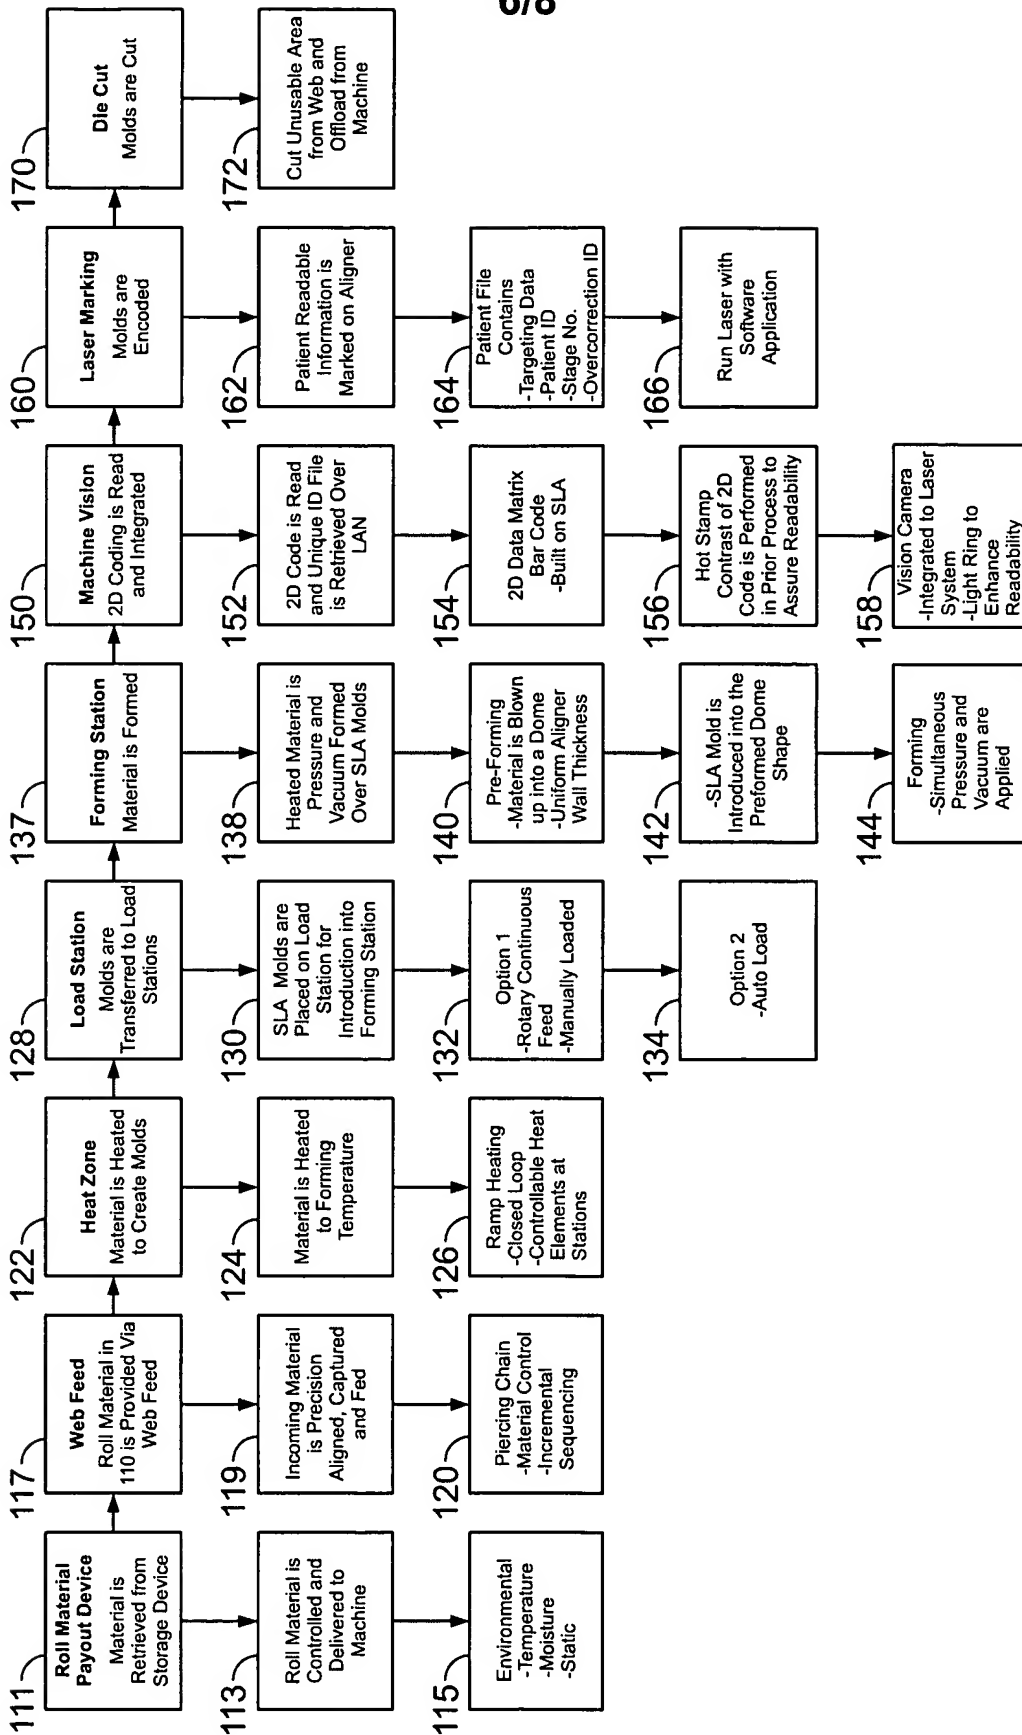 6/8
111
Roll Material
Payout Device
Material is
Retrieved from
Storage Device
113
Roll Material is
Controlled and
Delivered to
Machine
115
Environmental
-Temperature
-Moisture
-Static
117
Web Feed
Roll Material in
110 is Provided Via
Web Feed
119
Incoming Material
is Precision
Aligned, Captured
and Fed
120
Piercing Chain
-Material Control
-Incremental
Sequencing
122
Heat Zone
Material is Heated
to Create Molds
124
Material is Heated
to Forming
Temperature
126
Ramp Heating
-Closed Loop
-Controllable Heat
Elements at
Stations
128
Load Station
Molds are
Transferred to Load
Stations
130
SLA Molds are
Placed on Load
Station for
Introduction into
Forming Station
132
Option 1
-Rotary Continuous
Feed
-Manually Loaded
134
Option 2
-Auto Load
137
Forming Station
Material is Formed
138
Heated Material is
Pressure and
Vacuum Formed
Over SLA Molds
140
Pre-Forming
-Material is Blown
up into a Dome
-Uniform Aligner
Wall Thickness
142
-SLA Mold is
Introduced into the
Preformed Dome
Shape
144
Forming
-Simultaneous
Pressure and
Vacuum are
Applied
150
Machine Vision
2D Coding is Read
and Integrated
152
2D Code is Read
and Unique ID File
is Retrieved Over
LAN
154
2D Data Matrix
Bar Code
-Built on SLA
156
Hot Stamp
Contrast of 2D
Code is Performed
in Prior Process to
Assure Readability
158
Vision Camera
-Integrated to Laser
System
-Light Ring to
Enhance
Readability
160
Laser Marking
Molds are
Encoded
162
Patient Readable
Information is
Marked on Aligner
164
Patient File
Contains
-Targeting Data
-Patient ID
-Stage No.
-Overcorrection ID
166
Run Laser with
Software
Application
170
Die Cut
Molds are Cut
172
Cut Unusable Area
from Web and
Offload from
Machine